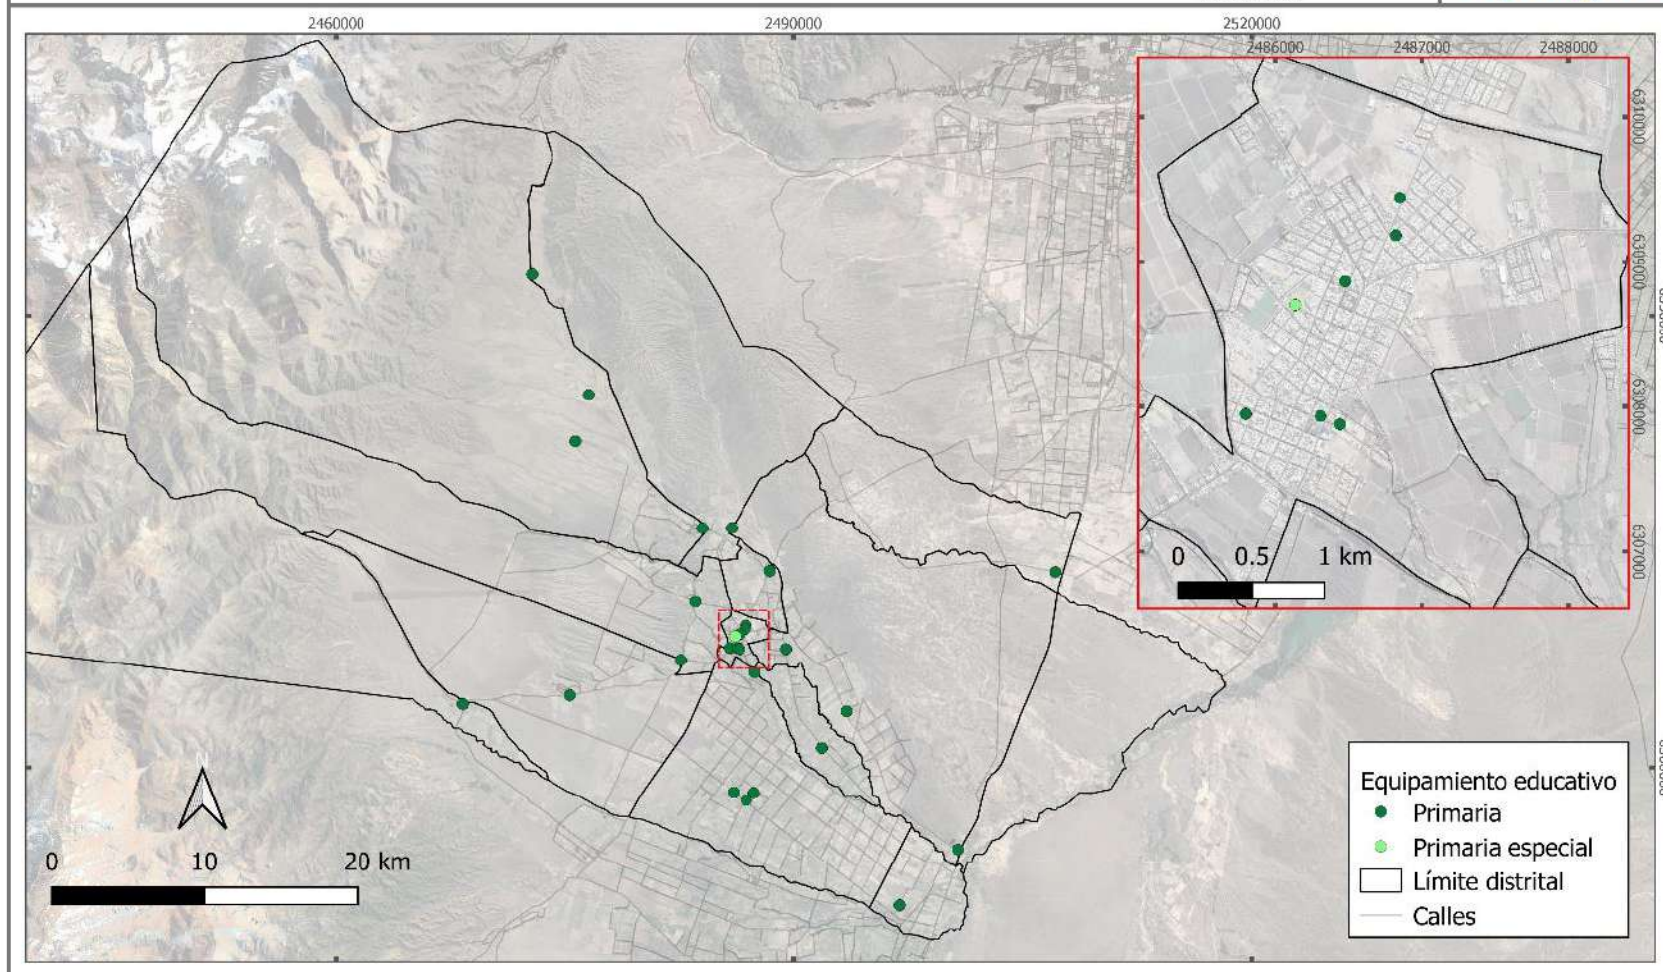 2460000
2490000
2520000
2486000
2487000
2488000
6310000
6309000
6308000
6307000
0 0.5 1 km
N
0 10 20 km
Equipamiento educativo
Primaria
Primaria especial
Límite distrital
Calles